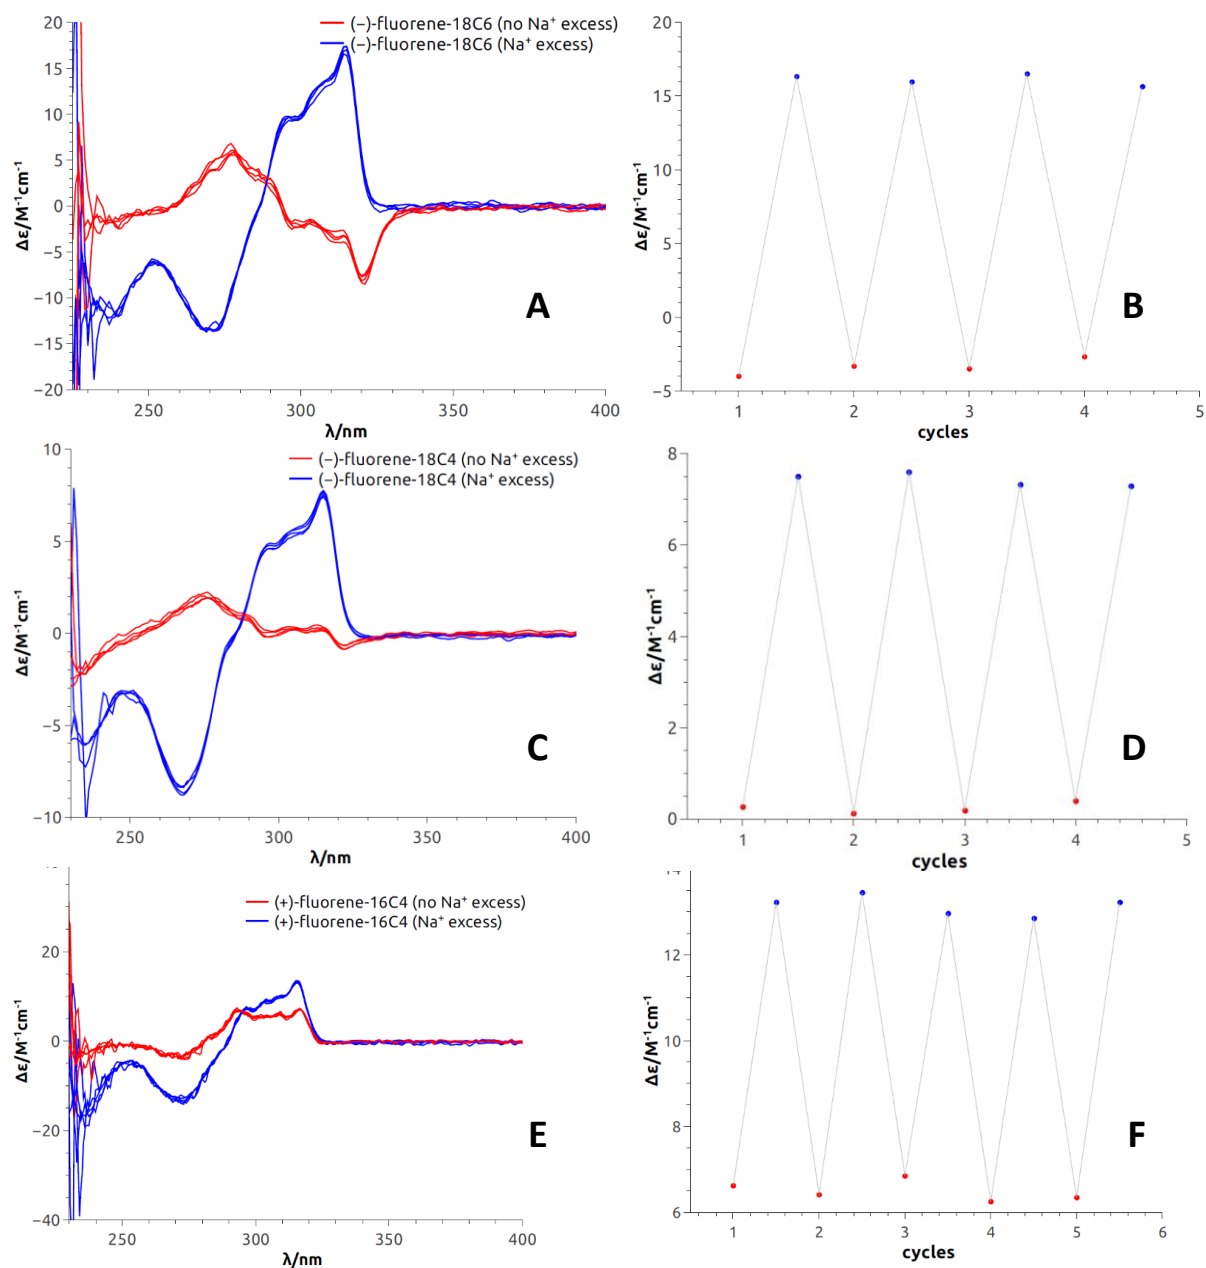 (−)-fluorene-18C6 (no Na⁺ excess)
(−)-fluorene-18C6 (Na⁺ excess)
20
15
10
5
0
−5
−10
−15
−20
Δε/M⁻¹cm⁻¹
250
300
350
400
λ/nm
A
20
15
10
5
0
−5
Δε/M⁻¹cm⁻¹
1
2
3
4
5
cycles
B
(−)-fluorene-18C4 (no Na⁺ excess)
(−)-fluorene-18C4 (Na⁺ excess)
10
5
0
−5
−10
Δε/M⁻¹cm⁻¹
250
300
350
400
λ/nm
C
8
6
4
2
0
Δε/M⁻¹cm⁻¹
1
2
3
4
5
cycles
D
(+)-fluorene-16C4 (no Na⁺ excess)
(+)-fluorene-16C4 (Na⁺ excess)
20
0
−20
−40
Δε/M⁻¹cm⁻¹
250
300
350
400
λ/nm
E
14
12
10
8
6
Δε/M⁻¹cm⁻¹
1
2
3
4
5
6
cycles
F